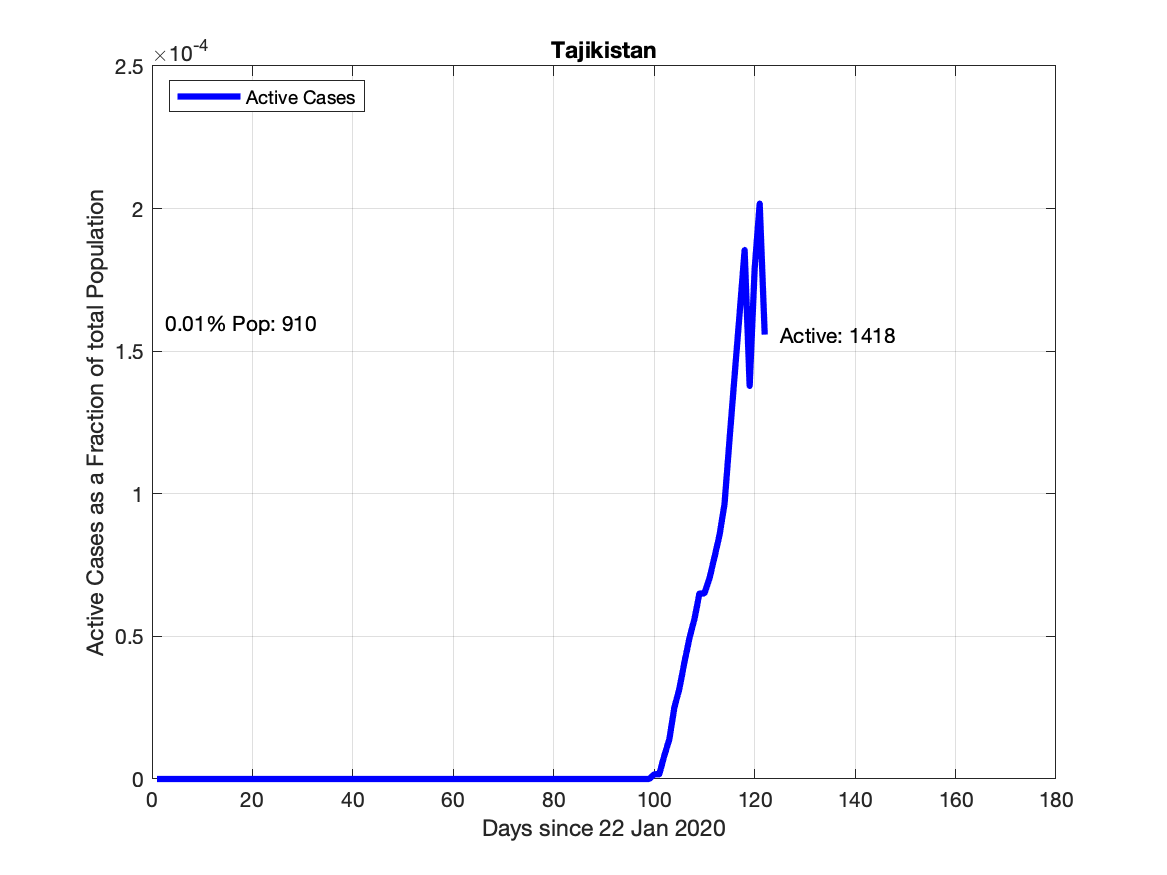 Tajikistan
×10-4
2.5
2
1.5
1
0.5
0
Active Cases
0.01% Pop: 910
Active: 1418
Active Cases as a Fraction of total Population
0 20 40 60 80 100 120 140 160 180
Days since 22 Jan 2020